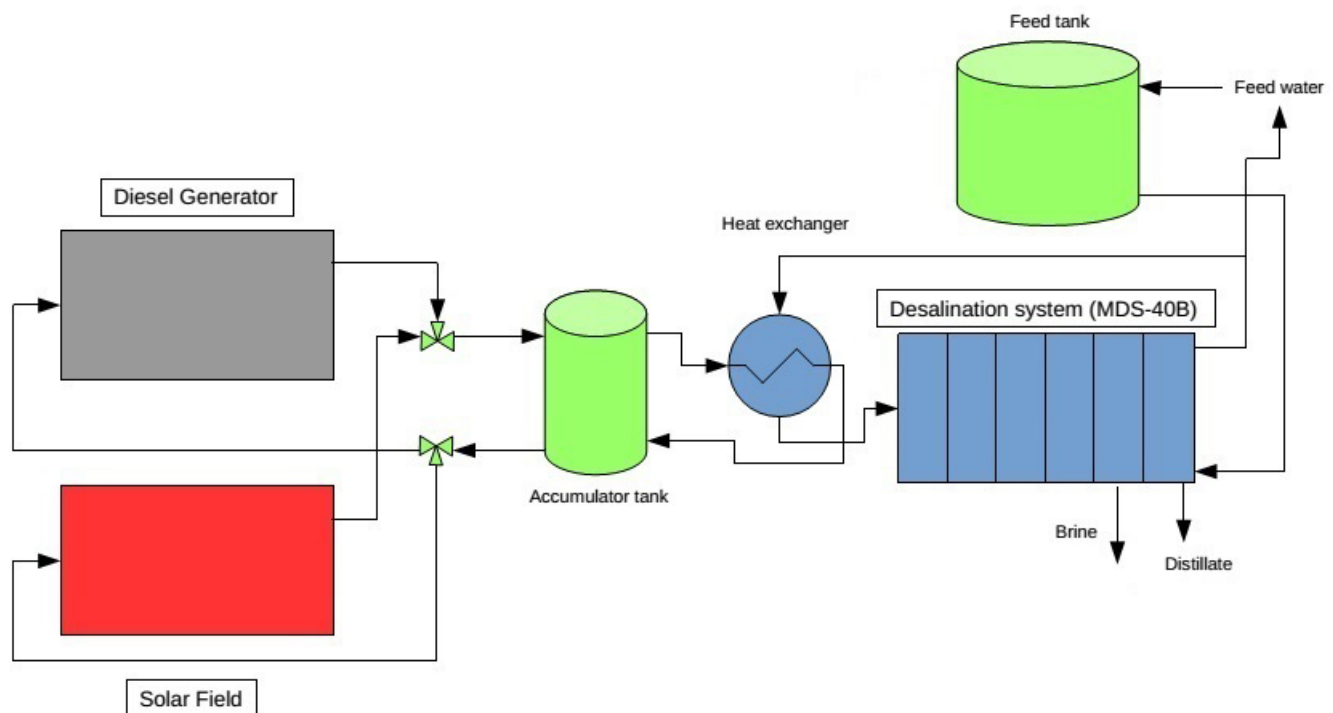 Feed tank
Feed water
Diesel Generator
Heat exchanger
Desalination system (MDS-40B)
Accumulator tank
Brine
Distillate
Solar Field